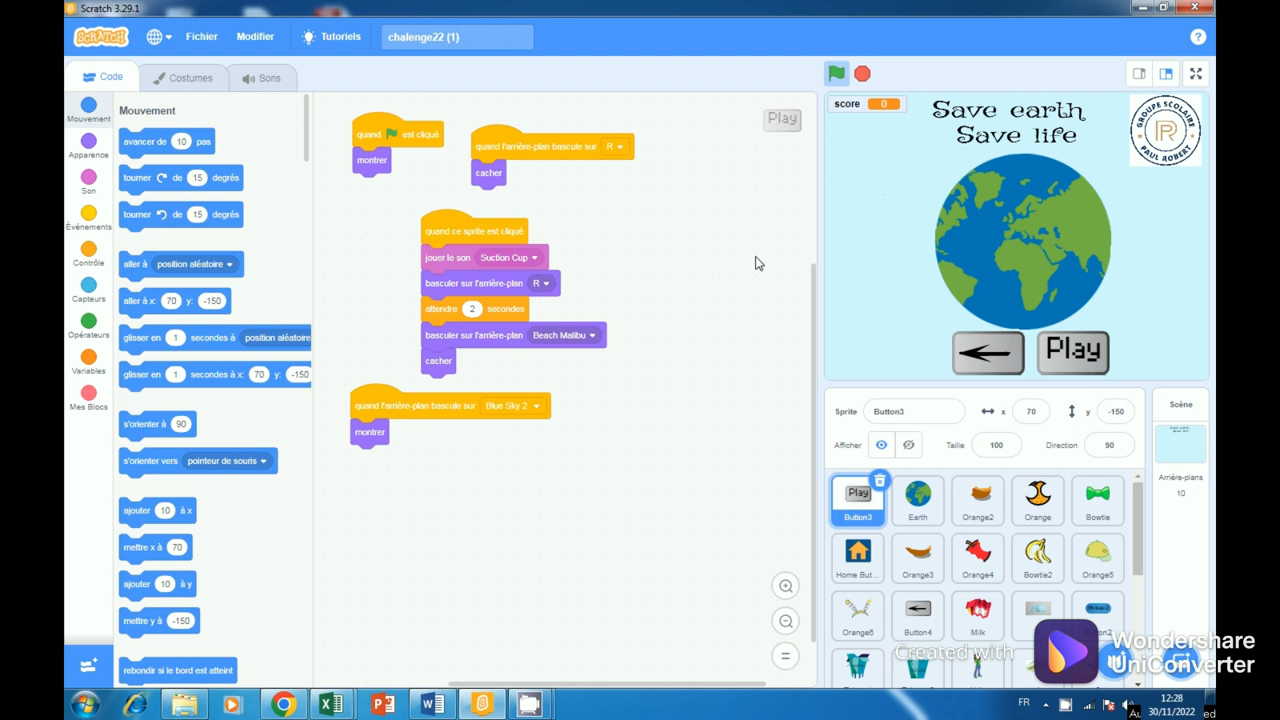 Scratch 3.29.1
SCRATCH
Fichier
Modifier
Tutoriels
chalenge22 (1)
Code
Costumes
Sons
Mouvement
Apparence
Son
Événements
Contrôle
Capteurs
Opérateurs
Variables
Mes Blocs
Mouvement
avancer de 10 pas
tourner de 15 degrés
tourner de 15 degrés
aller à position aléatoire
aller à x: 70 y: -150
glisser en 1 secondes à position aléatoire
glisser en 1 secondes à x: 70 y: -150
s'orienter à 90
s'orienter vers pointeur de souris
ajouter 10 à x
mettre x à 70
ajouter 10 à y
mettre y à -150
rebondir si le bord est atteint
quand est cliqué
montrer
quand l'arrière-plan bascule sur R
cacher
Play
quand ce sprite est cliqué
jouer le son Suction Cup
basculer sur l'arrière-plan R
attendre 2 secondes
basculer sur l'arrière-plan Beach Malibu
cacher
quand l'arrière-plan bascule sur Blue Sky 2
montrer
score 0
Save earth
Save life
GROUPE SCOLAIRE
R
PAUL ROBERT
Play
Sprite Button3 x 70 y -150
Afficher Taille 100 Direction 90
Scène
Arrière-plans
10
Play
Button3
Earth
Orange2
Orange
Bowtie
Home But...
Orange3
Orange4
Bowtie2
Orange5
Orange6
Button4
Milk
Created with
Wondershare
UniConverter
FR
12:28
30/11/2022